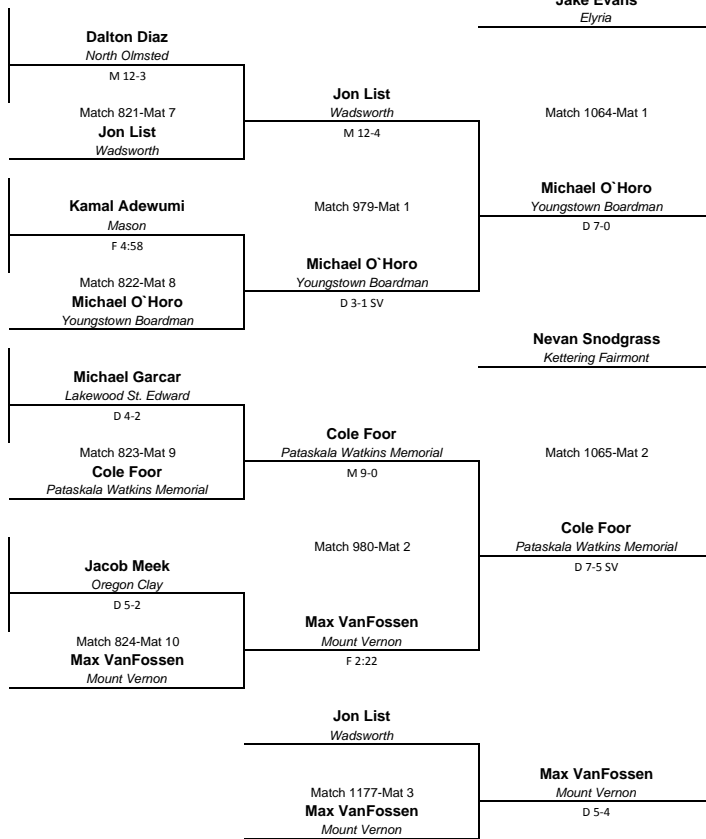 Jake Evans
Elyria
Dalton Diaz
North Olmsted
M 12-3
Match 821-Mat 7
Jon List
Wadsworth
Jon List
Wadsworth
M 12-4
Match 1064-Mat 1
Kamal Adewumi
Mason
F 4:58
Match 979-Mat 1
Michael O`Horo
Youngstown Boardman
D 7-0
Match 822-Mat 8
Michael O`Horo
Youngstown Boardman
Michael O`Horo
Youngstown Boardman
D 3-1 SV
Nevan Snodgrass
Kettering Fairmont
Michael Garcar
Lakewood St. Edward
D 4-2
Match 823-Mat 9
Cole Foor
Pataskala Watkins Memorial
Cole Foor
Pataskala Watkins Memorial
M 9-0
Match 1065-Mat 2
Match 980-Mat 2
Cole Foor
Pataskala Watkins Memorial
D 7-5 SV
Jacob Meek
Oregon Clay
D 5-2
Match 824-Mat 10
Max VanFossen
Mount Vernon
Max VanFossen
Mount Vernon
F 2:22
Jon List
Wadsworth
Match 1177-Mat 3
Max VanFossen
Mount Vernon
Max VanFossen
Mount Vernon
D 5-4